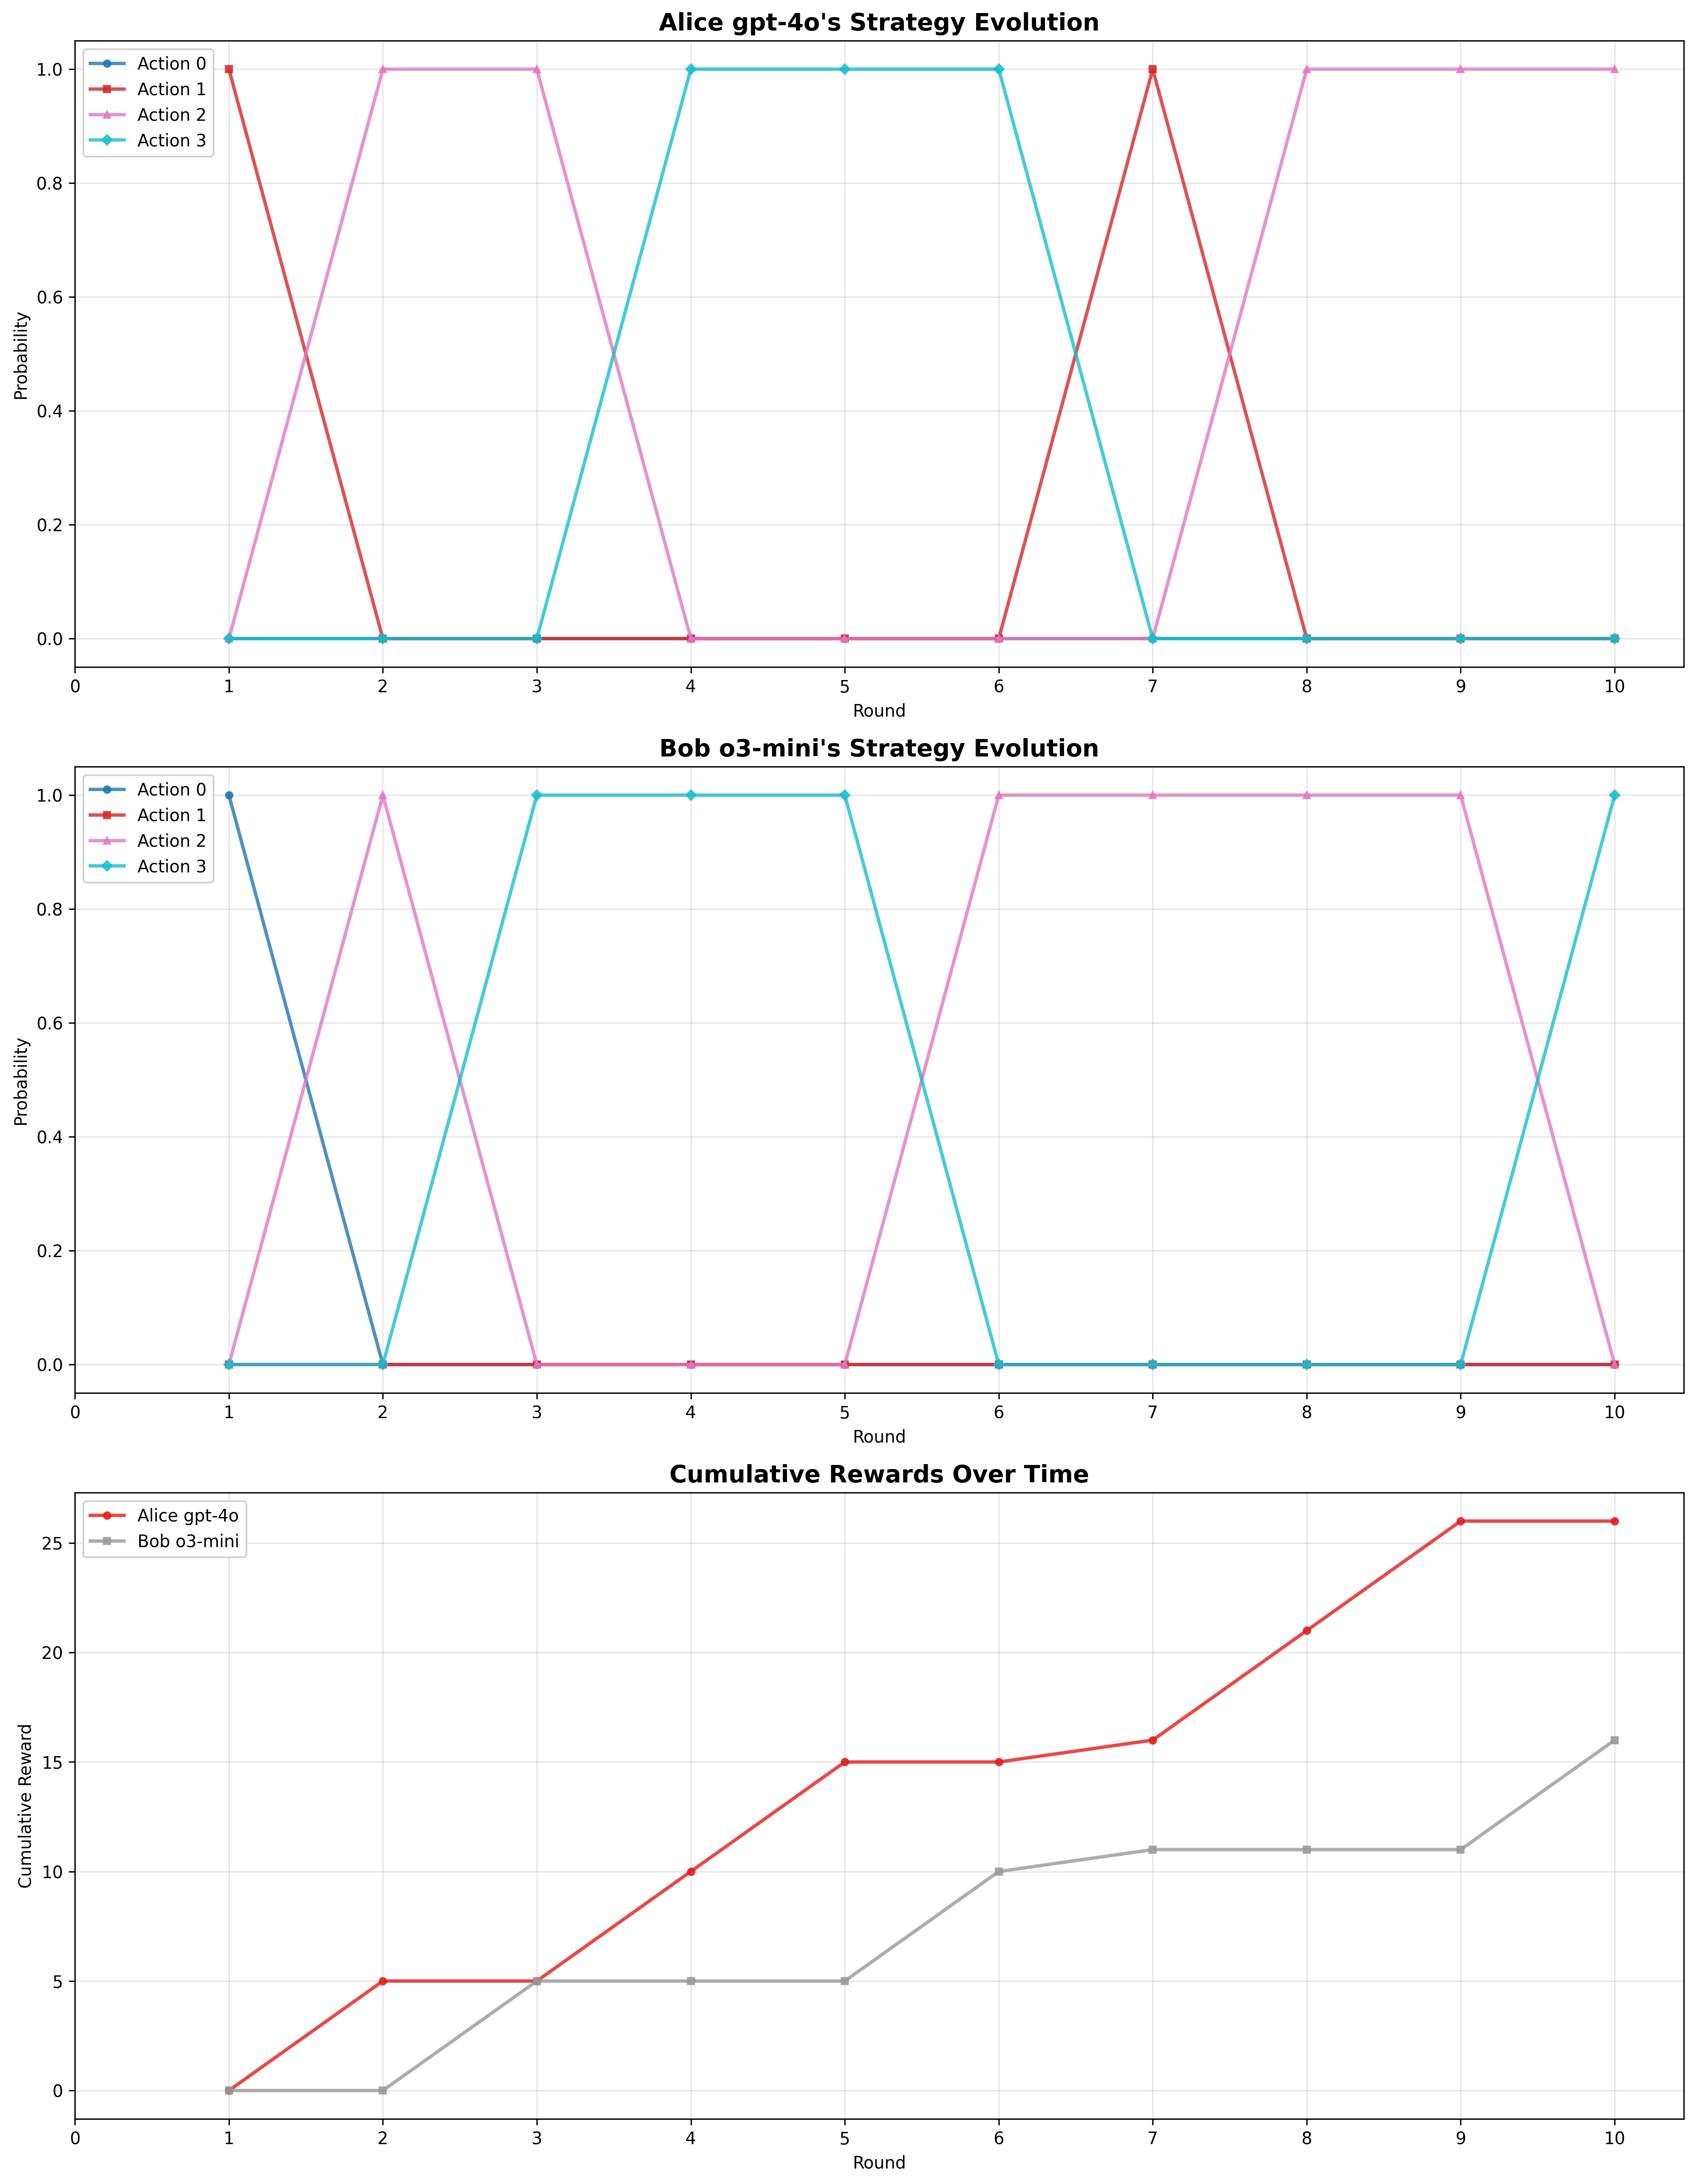 Alice gpt-4o's Strategy Evolution
Action 0
Action 1
Action 2
Action 3
1.0
0.8
0.6
0.4
0.2
0.0
Probability
0 1 2 3 4 5 6 7 8 9 10
Round
Bob o3-mini's Strategy Evolution
Action 0
Action 1
Action 2
Action 3
1.0
0.8
0.6
0.4
0.2
0.0
Probability
0 1 2 3 4 5 6 7 8 9 10
Round
Cumulative Rewards Over Time
Alice gpt-4o
Bob o3-mini
25
20
15
10
5
0
Cumulative Reward
0 1 2 3 4 5 6 7 8 9 10
Round